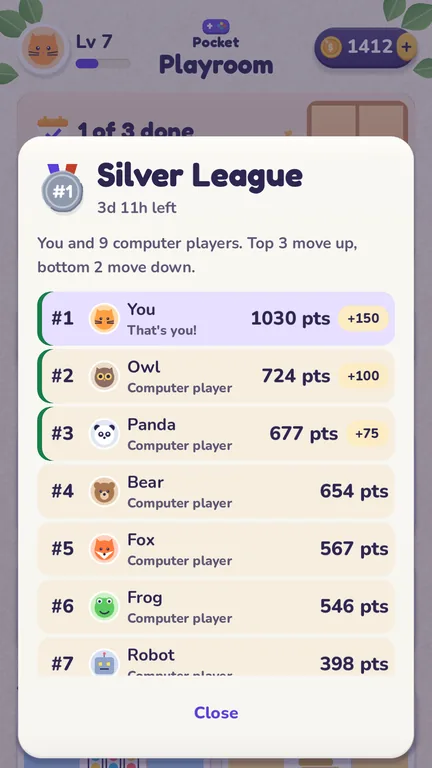 Lv 7
Pocket
Playroom
1412 +
1 of 3 done
#1
Silver League
3d 11h left
You and 9 computer players. Top 3 move up,
bottom 2 move down.
#1 You 1030 pts +150
That's you!
#2 Owl 724 pts +100
Computer player
#3 Panda 677 pts +75
Computer player
#4 Bear 654 pts
Computer player
#5 Fox 567 pts
Computer player
#6 Frog 546 pts
Computer player
#7 Robot 398 pts
Computer player
Close